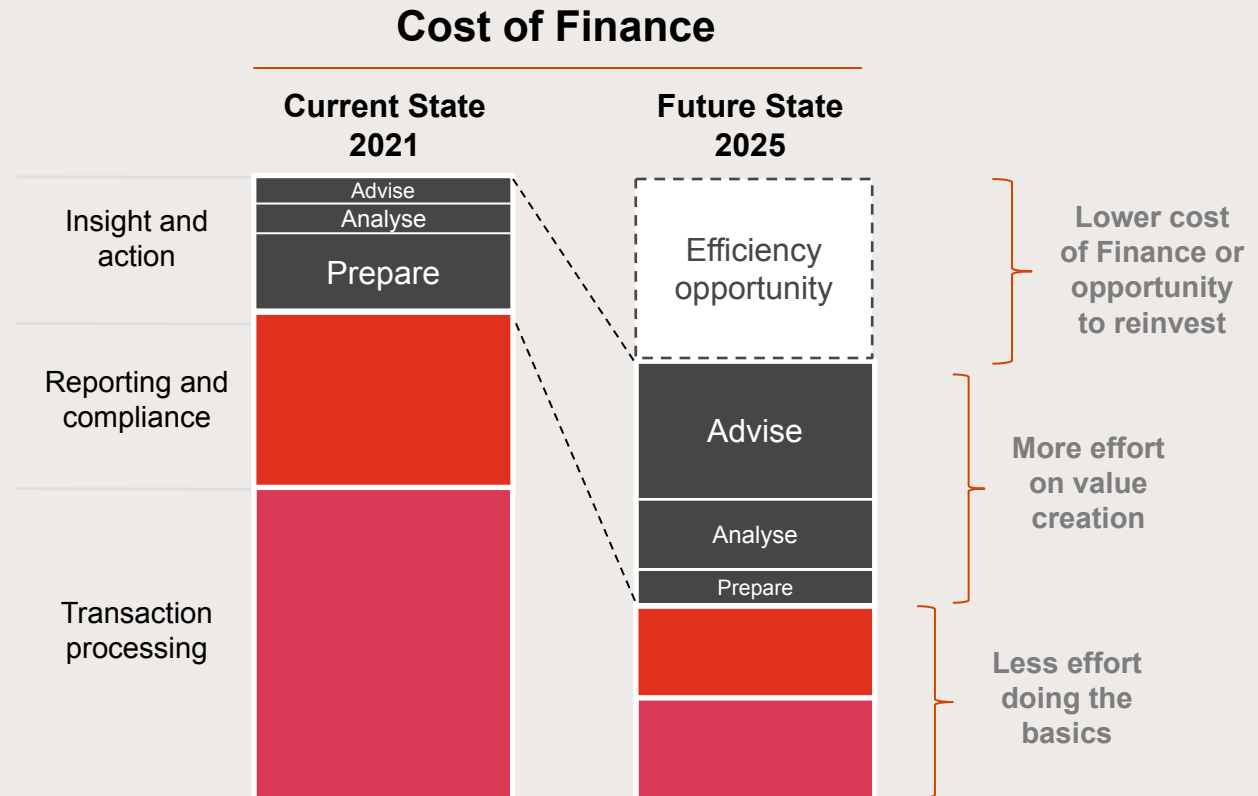 Cost of Finance
Current State
2021
Future State
2025
Insight and
action
Reporting and
compliance
Transaction
processing
Advise
Analyse
Prepare
Efficiency
opportunity
Advise
Analyse
Prepare
Lower cost
of Finance or
opportunity
to reinvest
More effort
on value
creation
Less effort
doing the
basics